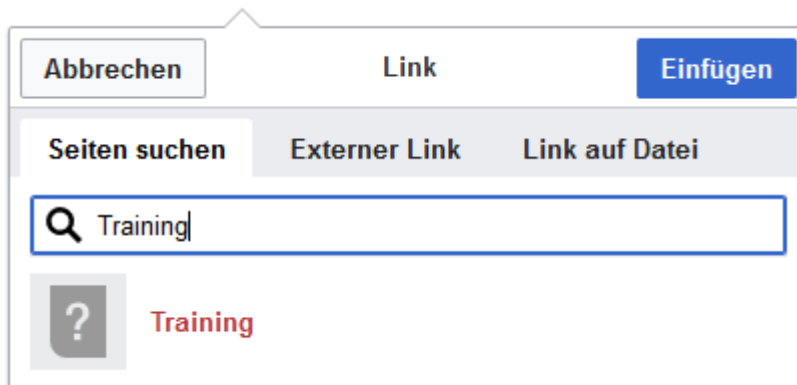 Abbrechen Link Einfügen
Seiten suchen Externer Link Link auf Datei
Training
? Training